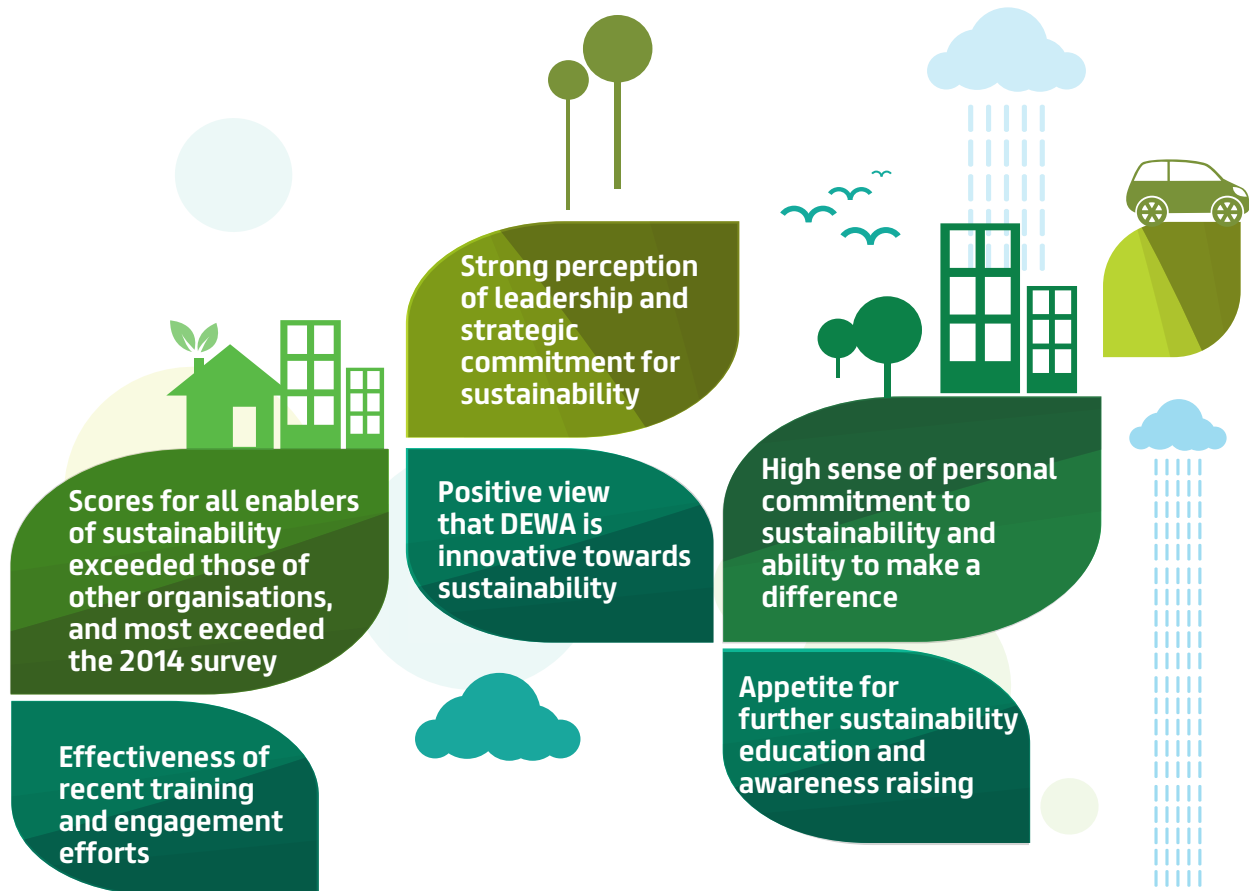 Strong perception
of leadership and
strategic
commitment for
sustainability
Scores for all enablers
of sustainability
exceeded those of
other organisations,
and most exceeded
the 2014 survey
Positive view
that DEWA is
innovative towards
sustainability
High sense of personal
commitment to
sustainability and
ability to make a
difference
Effectiveness of
recent training
and engagement
efforts
Appetite for
further sustainability
education and
awareness raising